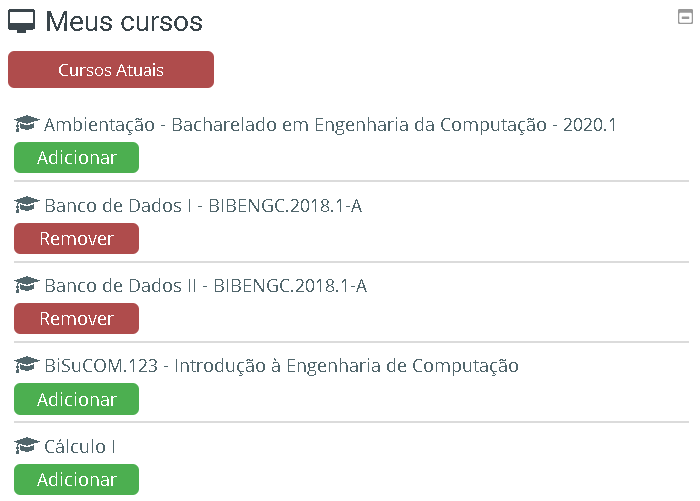 Meus cursos
Cursos Atuais
Ambientação - Bacharelado em Engenharia da Computação - 2020.1
Adicionar
Banco de Dados I - BIBENGC.2018.1-A
Remover
Banco de Dados II - BIBENGC.2018.1-A
Remover
BiSuCOM.123 - Introdução à Engenharia de Computação
Adicionar
Cálculo I
Adicionar